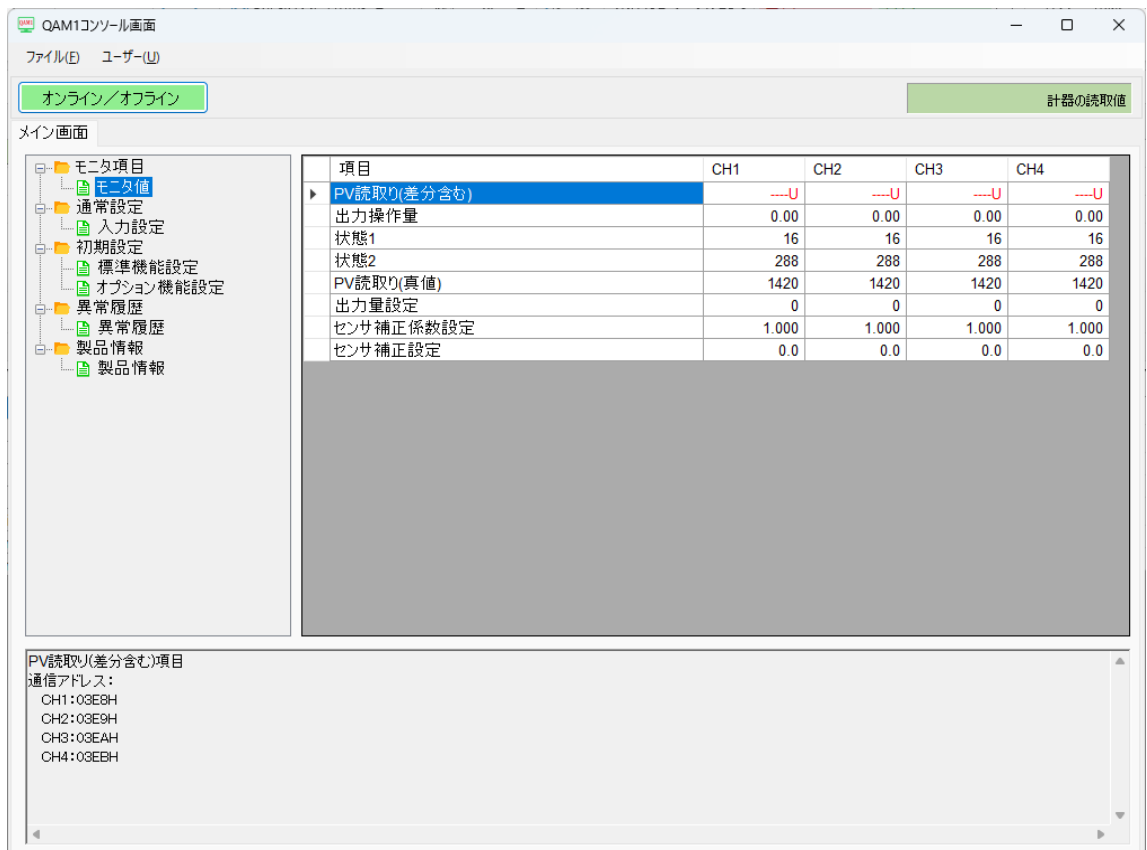 QAM1コンソール画面
ファイル(F) ユーザー(U)
オンライン／オフライン
計器の読取値
メイン画面
モニタ項目
モニタ値
通常設定
入力設定
初期設定
標準機能設定
オプション機能設定
異常履歴
異常履歴
製品情報
製品情報
項目 CH1 CH2 CH3 CH4
PV読取り(差分含む) ----U ----U ----U ----U
出力操作量 0.00 0.00 0.00 0.00
状態1 16 16 16 16
状態2 288 288 288 288
PV読取り(真値) 1420 1420 1420 1420
出力量設定 0 0 0 0
センサ補正係数設定 1.000 1.000 1.000 1.000
センサ補正設定 0.0 0.0 0.0 0.0
PV読取り(差分含む)項目
通信アドレス：
CH1：03E8H
CH2：03E9H
CH3：03EAH
CH4：03EBH